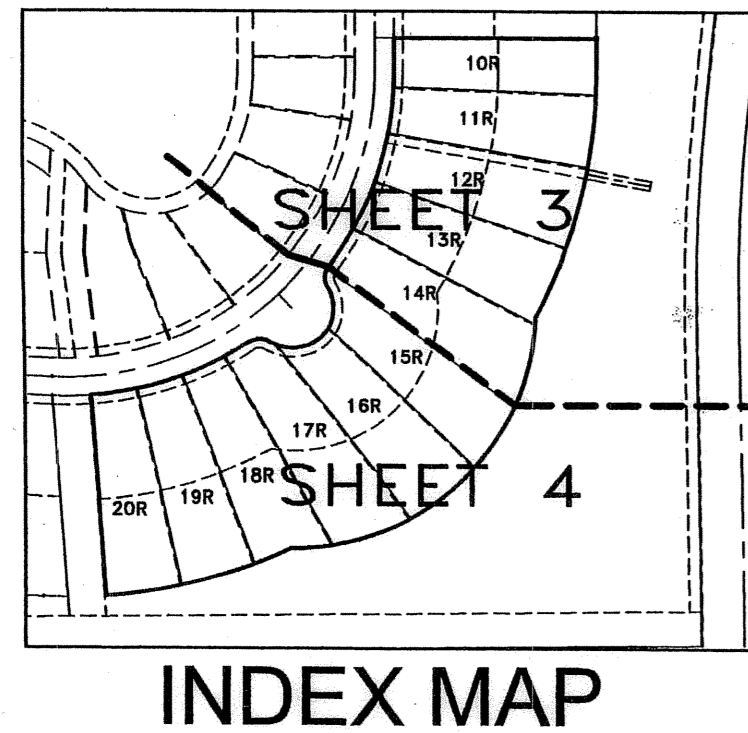 10R
11R
12R
SHEET 3
13R
14R
15R
16R
17R
18R
SHEET 4
19R
20R
INDEX MAP